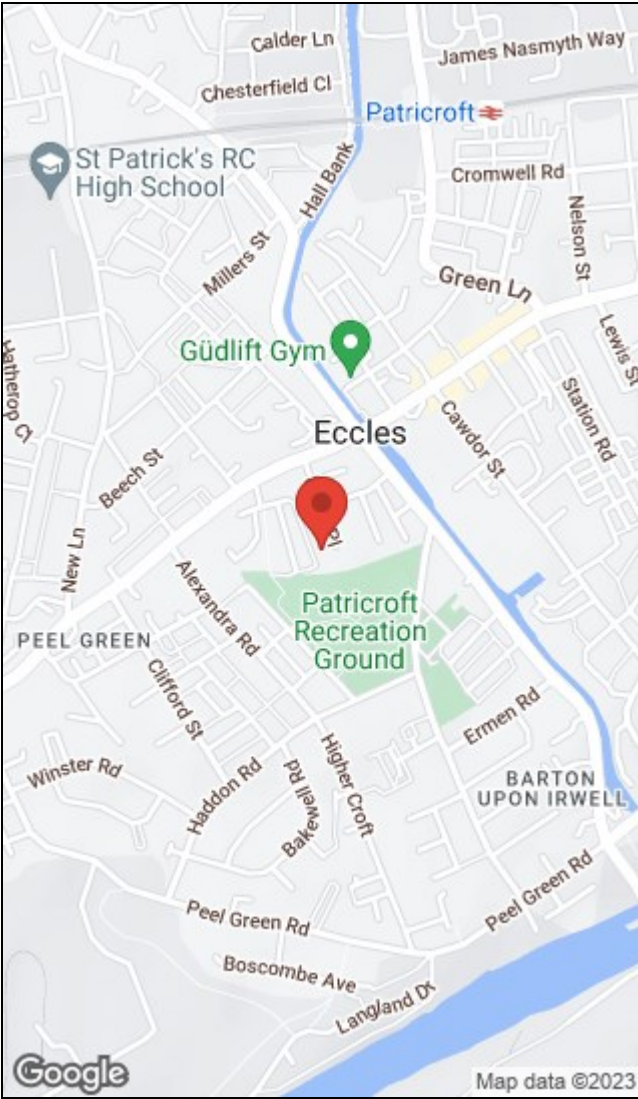 Calder Ln
James Nasmyth Way
Chesterfield Cl
Patricroft
St Patrick's RC
High School
Hall Bank
Cromwell Rd
Nelson St
Millers St
Green Ln
Güdlift Gym
Lewis St
Hatherop Cl
Station Rd
Eccles
Cawdor St
Beech St
Pl
New Ln
Alexandra Rd
Patricroft
Recreation
Ground
PEEL GREEN
Clifford St
Ermen Rd
Higher Croft
Winster Rd
Haddon Rd
Bakewell Rd
BARTON
UPON IRWELL
Peel Green Rd
Peel Green Rd
Boscombe Ave
Langland Dr
Google
Map data ©2023